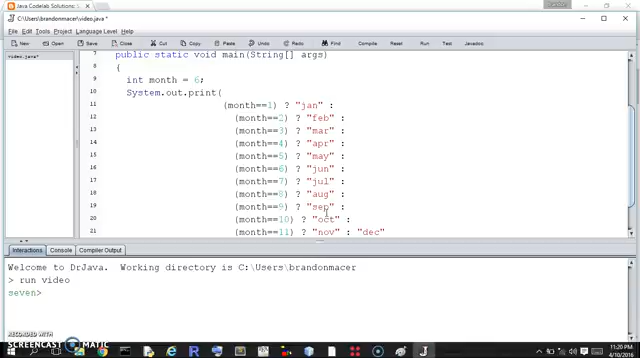 Java Codelab Solutions
C:\Users\brandonmacer\video.java *
File Edit Tools Project Language Level Help
New Open Save Close Cut Copy Paste Undo Redo Find Compile Reset Run Test Javadoc
video.java*
7 public static void main(String[] args)
8 {
9 int month = 6;
10 System.out.print(
11 (month==1) ? "jan" :
12 (month==2) ? "feb" :
13 (month==3) ? "mar" :
14 (month==4) ? "apr" :
15 (month==5) ? "may" :
16 (month==6) ? "jun" :
17 (month==7) ? "jul" :
18 (month==8) ? "aug" :
19 (month==9) ? "sep" :
20 (month==10) ? "oct" :
21 (month==11) ? "nov" : "dec"
Interactions Console Compiler Output
Welcome to DrJava. Working directory is C:\Users\brandonmacer
> run video
seven>
RECORDED WITH
SCREENCAST MATIC
11:20 PM
4/10/2016